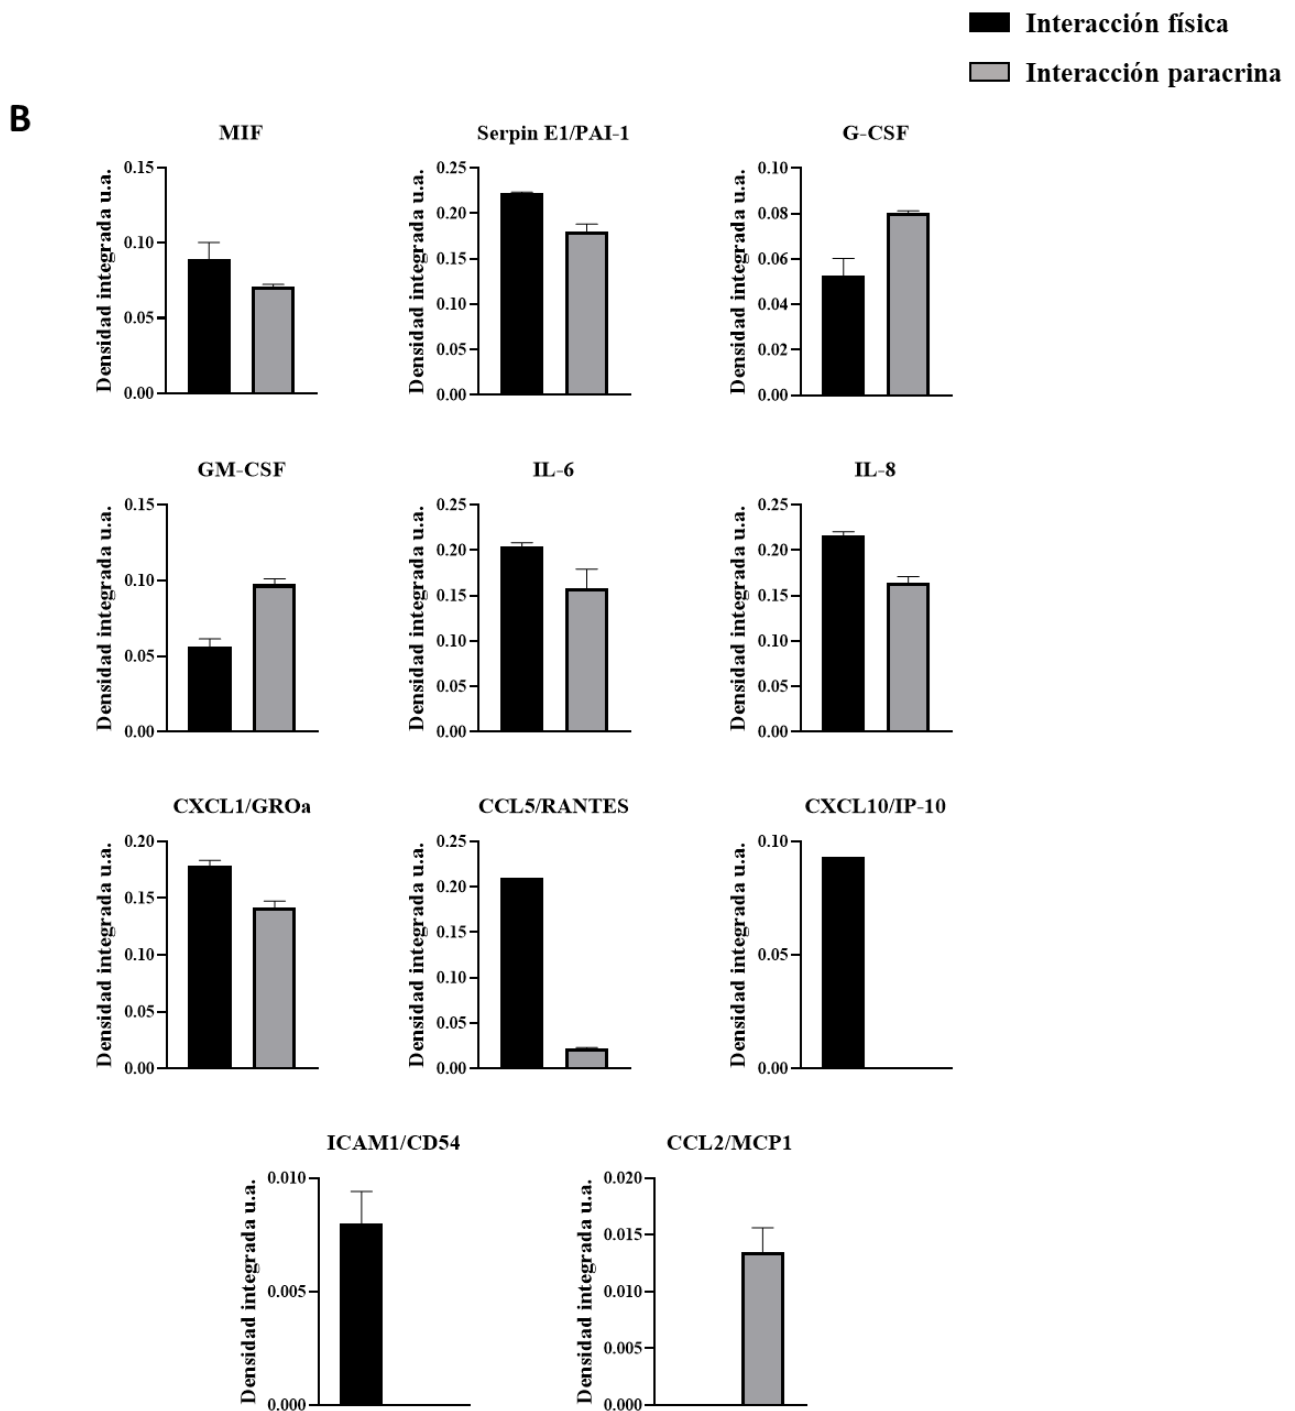 Interacción física
Interacción paracrina
B
MIF
Densidad integrada u.a.
0.15
0.10
0.05
0.00
Serpin E1/PAI-1
Densidad integrada u.a.
0.25
0.20
0.15
0.10
0.05
0.00
G-CSF
Densidad integrada u.a.
0.10
0.08
0.06
0.04
0.02
0.00
GM-CSF
Densidad integrada u.a.
0.15
0.10
0.05
0.00
IL-6
Densidad integrada u.a.
0.25
0.20
0.15
0.10
0.05
0.00
IL-8
Densidad integrada u.a.
0.25
0.20
0.15
0.10
0.05
0.00
CXCL1/GROa
Densidad integrada u.a.
0.20
0.15
0.10
0.05
0.00
CCL5/RANTES
Densidad integrada u.a.
0.25
0.20
0.15
0.10
0.05
0.00
CXCL10/IP-10
Densidad integrada u.a.
0.10
0.05
0.00
ICAM1/CD54
Densidad integrada u.a.
0.010
0.005
0.000
CCL2/MCP1
Densidad integrada u.a.
0.020
0.015
0.010
0.005
0.000